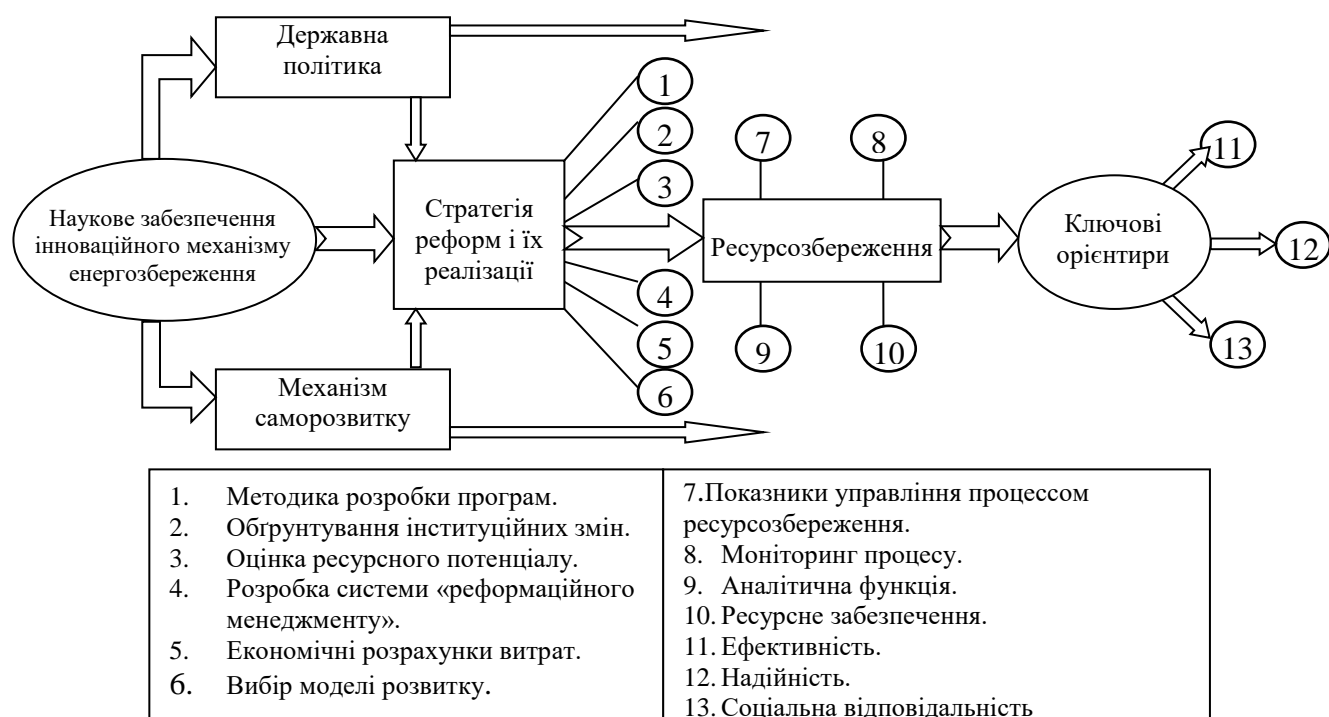 Державна
політика
1
2
3
7
8
11
Наукове забезпечення
інноваційного механізму
енергозбереження
Стратегія
реформ і їх
реалізації
Ресурсозбереження
Ключові
орієнтири
12
4
5
6
9
10
13
Механізм
саморозвитку
1. Методика розробки програм.
2. Обґрунтування інституційних змін.
3. Оцінка ресурсного потенціалу.
4. Розробка системи «реформаційного
менеджменту».
5. Економічні розрахунки витрат.
6. Вибір моделі розвитку.
7.Показники управління процессом
ресурсозбереження.
8. Моніторинг процесу.
9. Аналітична функція.
10. Ресурсне забезпечення.
11. Ефективність.
12. Надійність.
13. Соціальна відповідальність